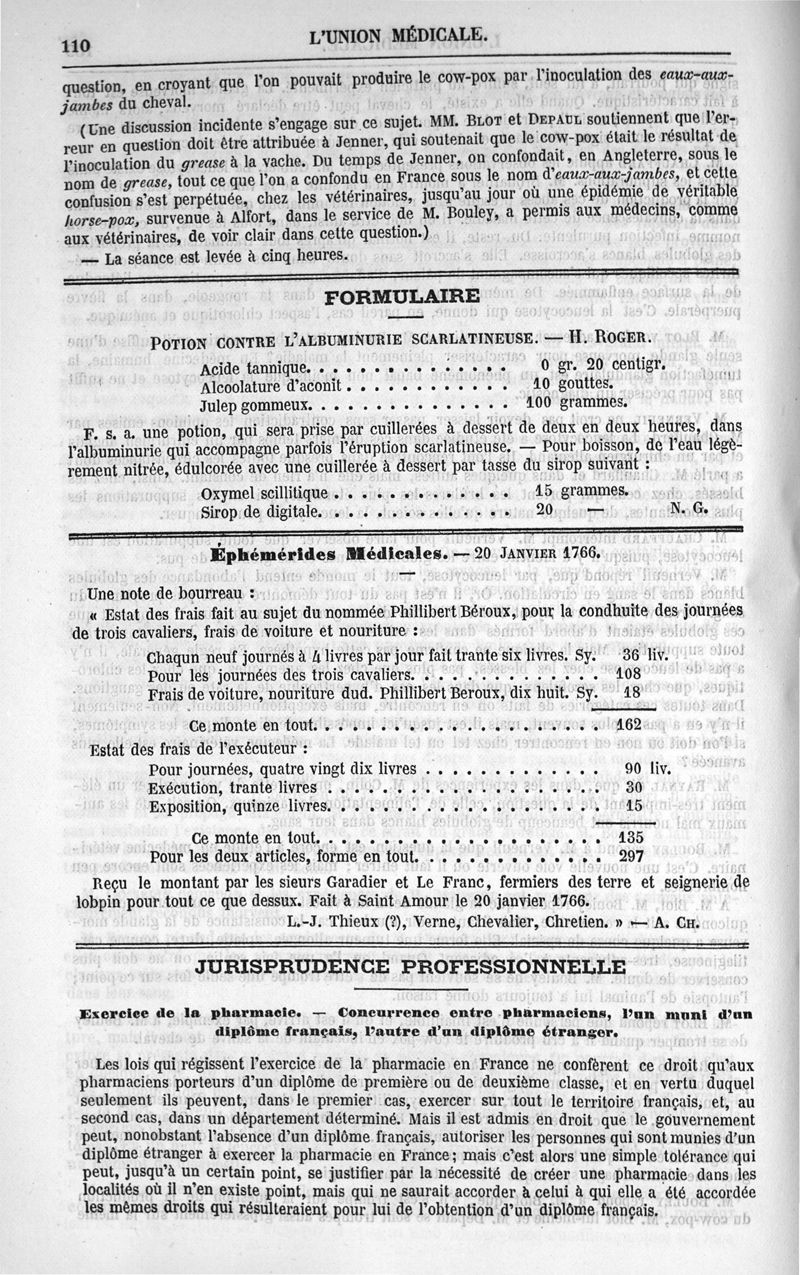 110
L'UNION MÉDICALE.
question, en croyant que l'on pouvait produire le cow-pox par l'inoculation des eaux-aux-
jambes du cheval.
(Une discussion incidente s'engage sur ce sujet. MM. BLOT et DEPAUL soutiennent que l'er-
reur en question doit être attribuée à Jenner, qui soutenait que le cow-pox était le résultat de
l'inoculation du grease à la vache. Du temps de Jenner, on confondait, en Angleterre, sous le
nom de grease, tout ce que l'on a confondu en France sous le nom d'eaux-aux-jambes, et cette
confusion s'est perpétuée, chez les vétérinaires, jusqu'au jour où une épidémie de véritable
horse-pox, survenue à Alfort, dans le service de M. Bouley, a permis aux médecins, comme
aux vétérinaires, de voir clair dans cette question.)
— La séance est levée à cinq heures.
FORMULAIRE
POTION CONTRE L'ALBUMINURIE SCARLATINEUSE. — H. ROGER.
Acide tannique. . . . . . . . . . . . . . . 0 gr. 20 centigr.
Alcoolature d'aconit . . . . . . . . . . . . 10 gouttes.
Julep gommeux. . . . . . . . . . . . . . . 100 grammes.
F. s. a. une potion, qui sera prise par cuillerées à dessert de deux en deux heures, dans
l'albuminurie qui accompagne parfois l'éruption scarlatineuse. — Pour boisson, de l'eau légè-
rement nitrée, édulcorée avec une cuillerée à dessert par tasse du sirop suivant :
Oxymel scillitique . . . . . . . . . . . . . 15 grammes.
Sirop de digitale. . . . . . . . . . . . . . 20 — N. G.
Éphémérides Médicales. — 20 JANVIER 1766.
Une note de bourreau :
« Estat des frais fait au sujet du nommée Phillibert Béroux, pour la condhuite des journées
de trois cavaliers, frais de voiture et nouriture :
Chaqun neuf journés à 4 livres par jour fait trante six livres. Sy. 36 liv.
Pour les journées des trois cavaliers. . . . . . . . . . . . . . 108
Frais de voiture, nouriture dud. Phillibert Beroux, dix huit. Sy. 18
Ce monte en tout. . . . . . . . . . . . . . . . . . . . . 162
Estat des frais de l'exécuteur :
Pour journées, quatre vingt dix livres . . . . . . . . . . . . . 90 liv.
Exécution, trante livres . . . . . . . . . . . . . . . . . . . . 30
Exposition, quinze livres. . . . . . . . . . . . . . . . . . . . 15
Ce monte en tout. . . . . . . . . . . . . . . . . . . . . 135
Pour les deux articles, forme en tout. . . . . . . . . . . . . . 297
Reçu le montant par les sieurs Garadier et Le Franc, fermiers des terre et seignerie de
lobpin pour tout ce que dessux. Fait à Saint Amour le 20 janvier 1766.
L.-J. Thieux (?), Verne, Chevalier, Chretien. » — A. CH.
JURISPRUDENCE PROFESSIONNELLE
Exercice de la pharmacie. — Concurrence entre pharmaciens, l'un muni d'un
diplôme français, l'autre d'un diplôme étranger.
Les lois qui régissent l'exercice de la pharmacie en France ne confèrent ce droit qu'aux
pharmaciens porteurs d'un diplôme de première ou de deuxième classe, et en vertu duquel
seulement ils peuvent, dans le premier cas, exercer sur tout le territoire français, et, au
second cas, dans un département déterminé. Mais il est admis en droit que le gouvernement
peut, nonobstant l'absence d'un diplôme français, autoriser les personnes qui sont munies d'un
diplôme étranger à exercer la pharmacie en France; mais c'est alors une simple tolérance qui
peut, jusqu'à un certain point, se justifier par la nécessité de créer une pharmacie dans les
localités où il n'en existe point, mais qui ne saurait accorder à celui à qui elle a été accordée
les mêmes droits qui résulteraient pour lui de l'obtention d'un diplôme français.